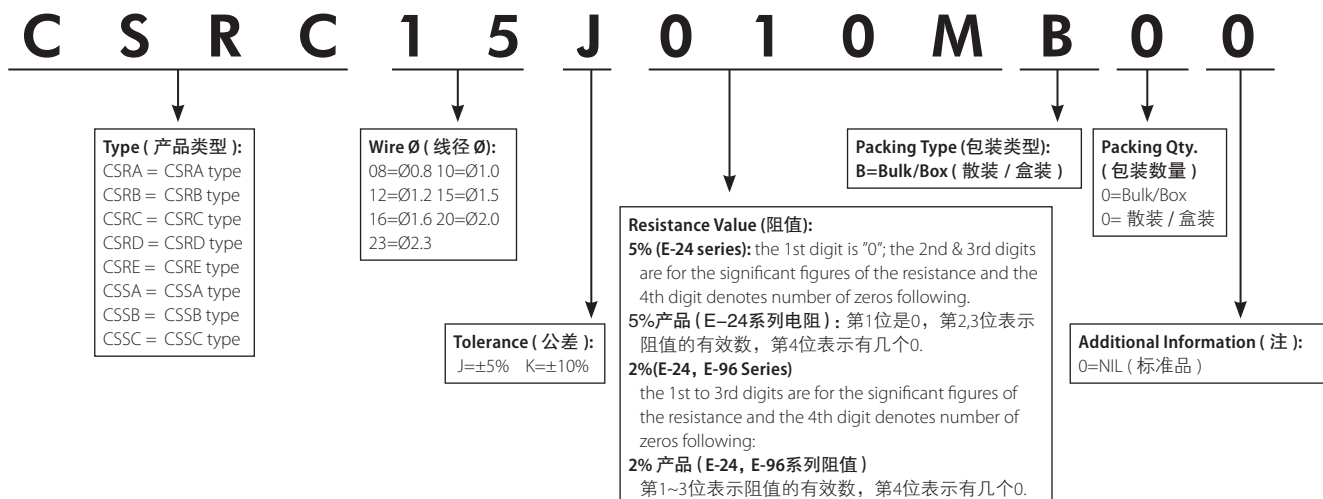 C S R C 1 5 J 0 1 0 M B 0 0
Type ( 产品类型 ):
CSRA = CSRA type
CSRB = CSRB type
CSRC = CSRC type
CSRD = CSRD type
CSRE = CSRE type
CSSA = CSSA type
CSSB = CSSB type
CSSC = CSSC type
Wire Ø ( 线径 Ø):
08=Ø0.8 10=Ø1.0
12=Ø1.2 15=Ø1.5
16=Ø1.6 20=Ø2.0
23=Ø2.3
Tolerance ( 公差 ):
J=±5% K=±10%
Resistance Value (阻值):
5% (E-24 series): the 1st digit is "0"; the 2nd & 3rd digits
are for the significant figures of the resistance and the
4th digit denotes number of zeros following.
5%产品 ( E–24系列电阻 ) : 第1位是0，第2,3位表示
阻值的有效数，第4位表示有几个0.
2%(E-24, E-96 Series)
the 1st to 3rd digits are for the significant figures of
the resistance and the 4th digit denotes number of
zeros following:
2% 产品 ( E-24, E-96系列阻值 )
第1~3位表示阻值的有效数，第4位表示有几个0.
Packing Type (包装类型):
B=Bulk/Box ( 散装 / 盒装 )
Packing Qty.
( 包装数量 )
0=Bulk/Box
0= 散装 / 盒装
Additional Information ( 注 ):
0=NIL ( 标准品 )